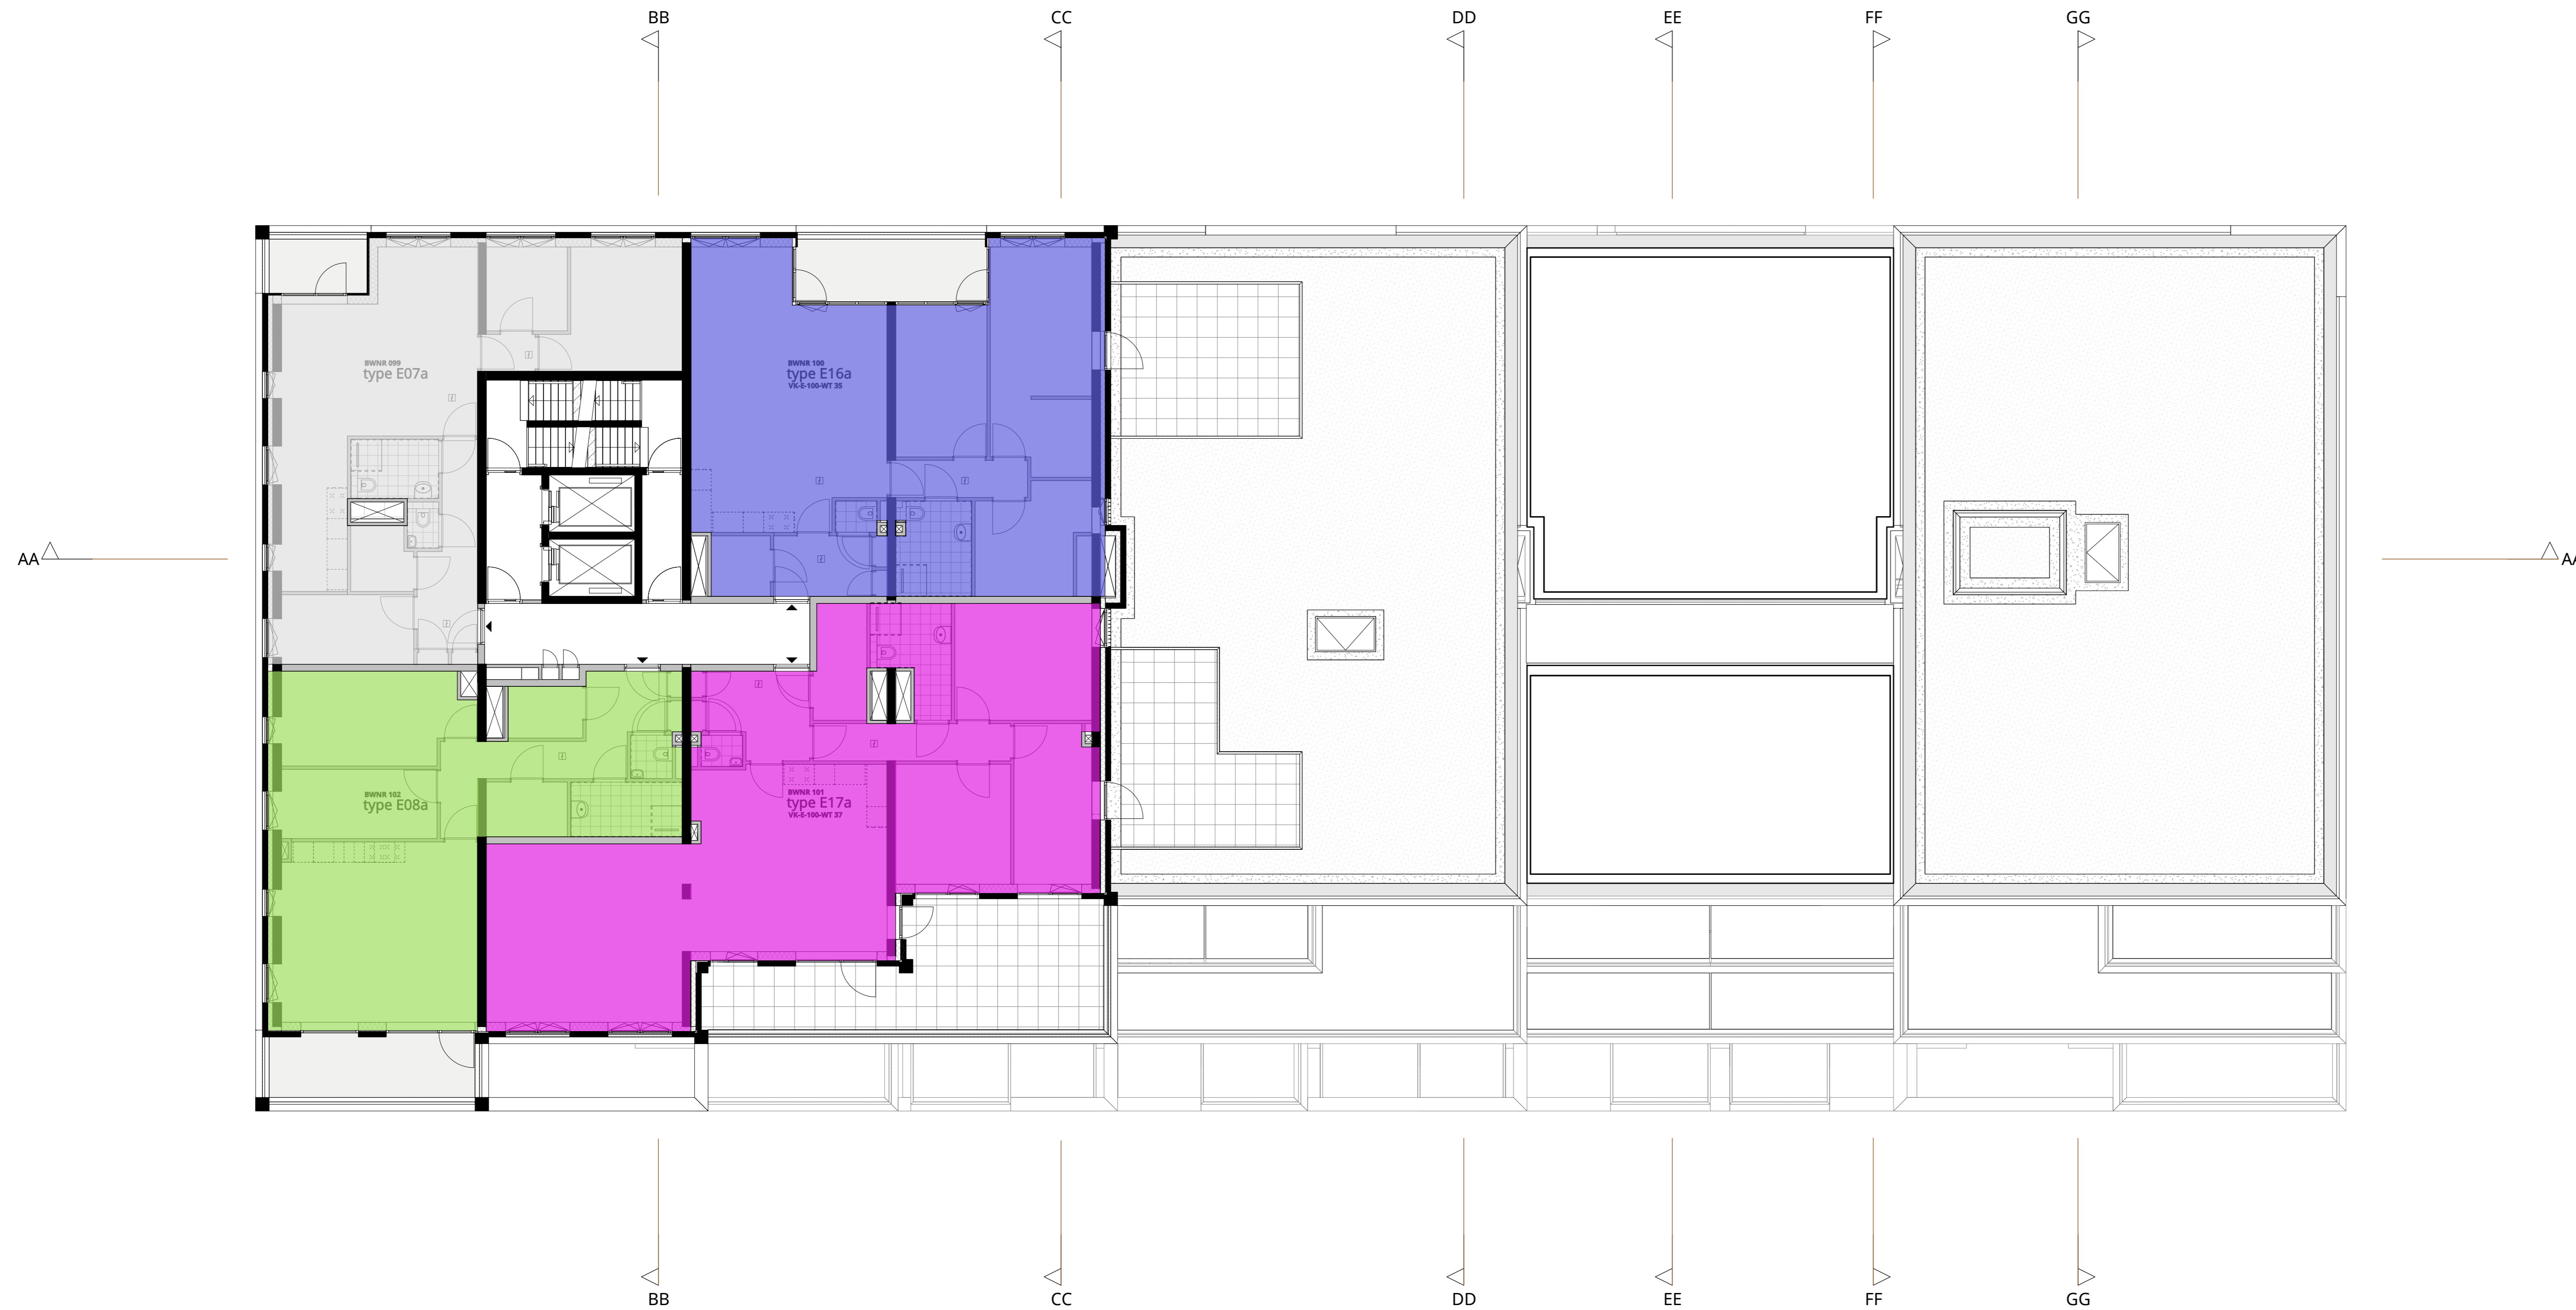 BB
CC
DD
EE
FF
GG
BWNR 099
type E07a
BWNR 100
type E16a
VK-E-100-WT 35
AA
AA
BWNR 102
type E08a
BWNR 101
type E17a
VK-E-100-WT 37
BB
CC
DD
EE
FF
GG